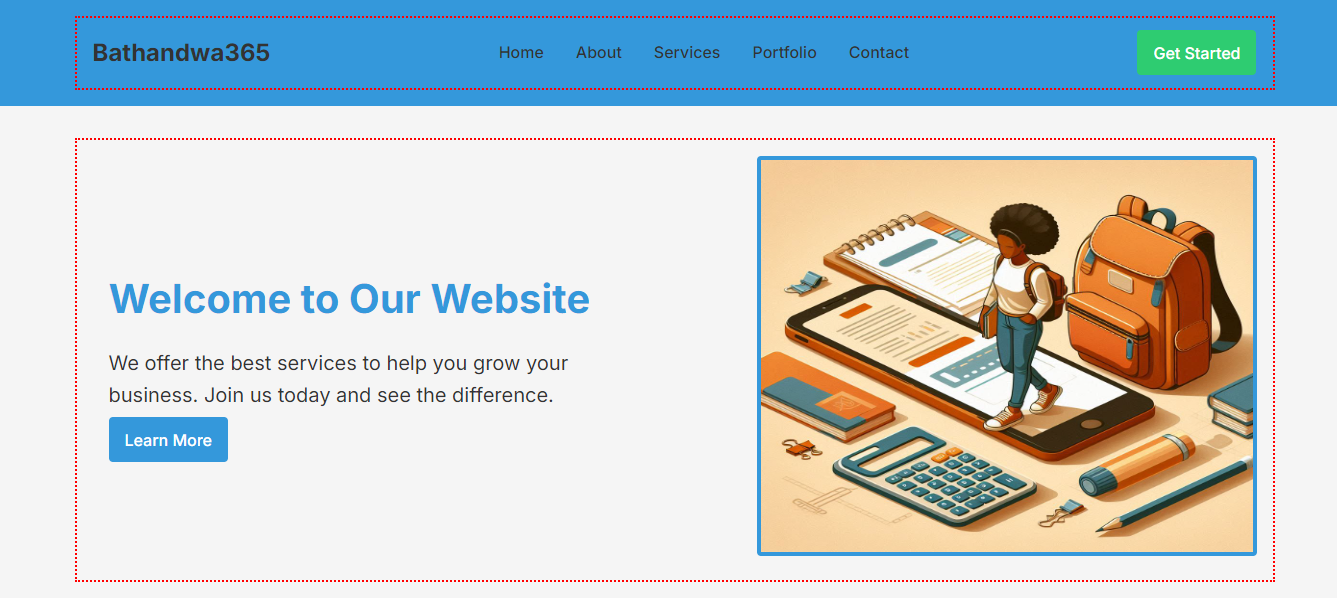 Bathandwa365
Home About Services Portfolio Contact
Get Started
Welcome to Our Website
We offer the best services to help you grow your
business. Join us today and see the difference.
Learn More